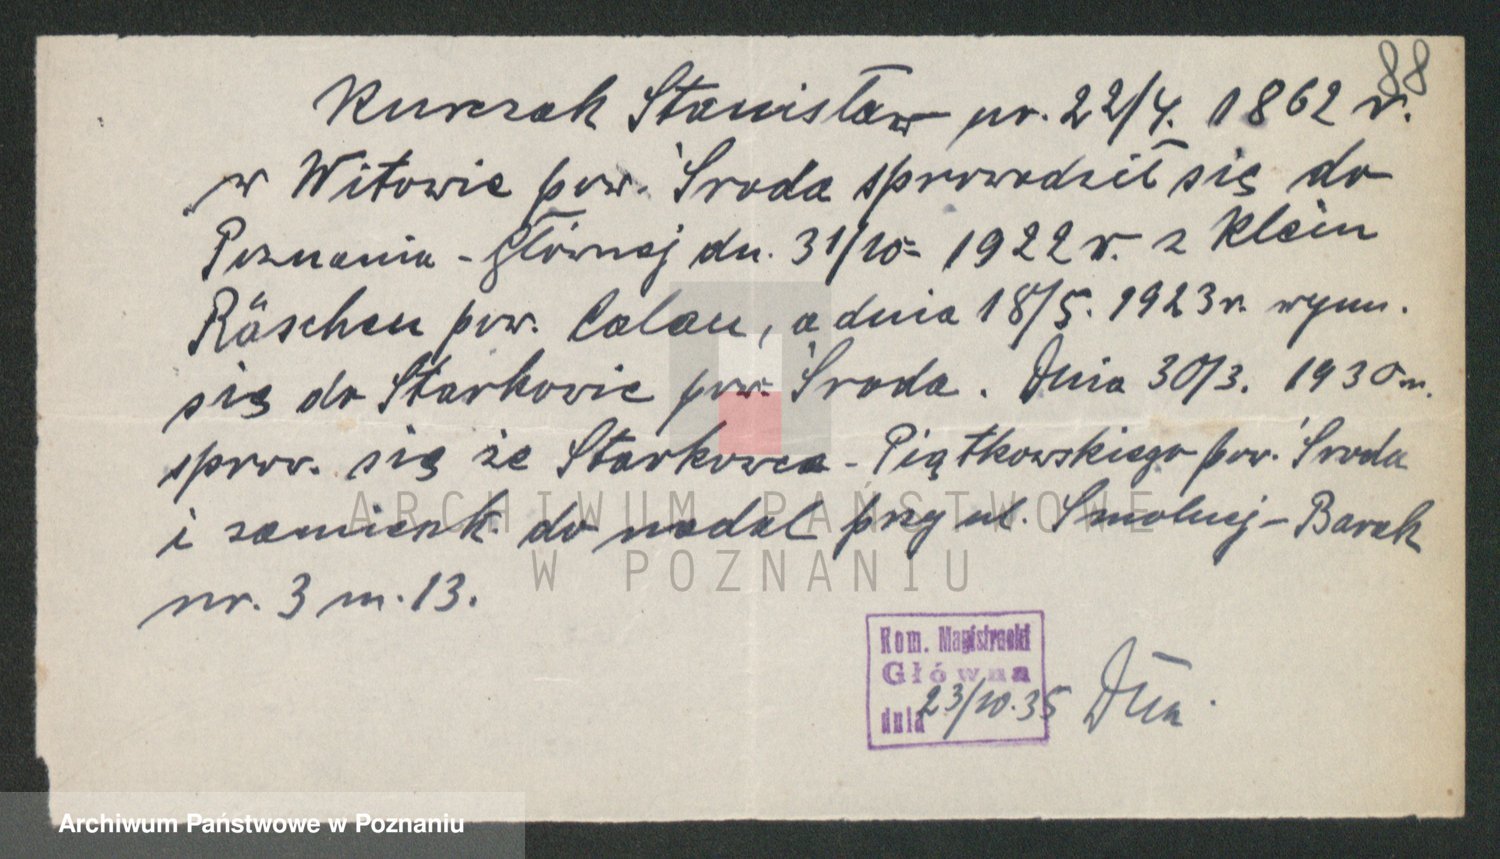 88
Kurczak Stanisław ur. 22/4. 1862 r.
w Witowie pow. Środa sprowadził się do
Poznania - Głównej dn. 31/10 - 1922 r. z Klein
Räschen pow. Calau, a dnia 18/5. 1923 r. wym.
się do Starkowie pow. Środa. Dnia 30/3. 1930 r.
sprow. się ze Starkowca - Piątkowskiego pow. Środa
i zamieszk. do nadal przy ul. Smolnej - Barak
nr. 3 m. 13.
ARCHIWUM PAŃSTWOWE
W POZNANIU
Kom. Magistracki
Główna
dnia 23/10.35
Archiwum Państwowe w Poznaniu